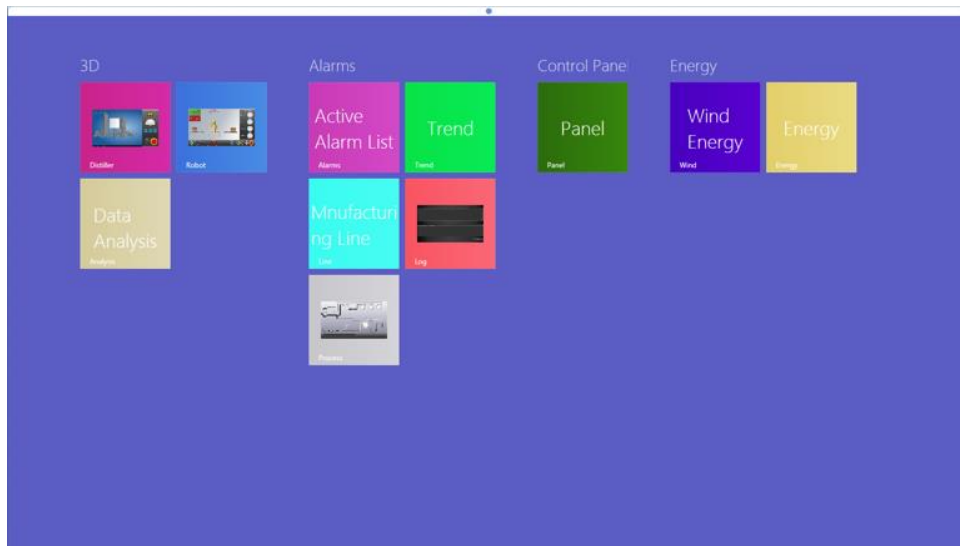 3D
Distiller
Robot
Data
Analysis
Analysis
Alarms
Active
Alarm List
Alarms
Trend
Trend
Mnufacturi
ng Line
Line
Log
Process
Control Pane
Panel
Panel
Energy
Wind
Energy
Wind
Energy
Energy